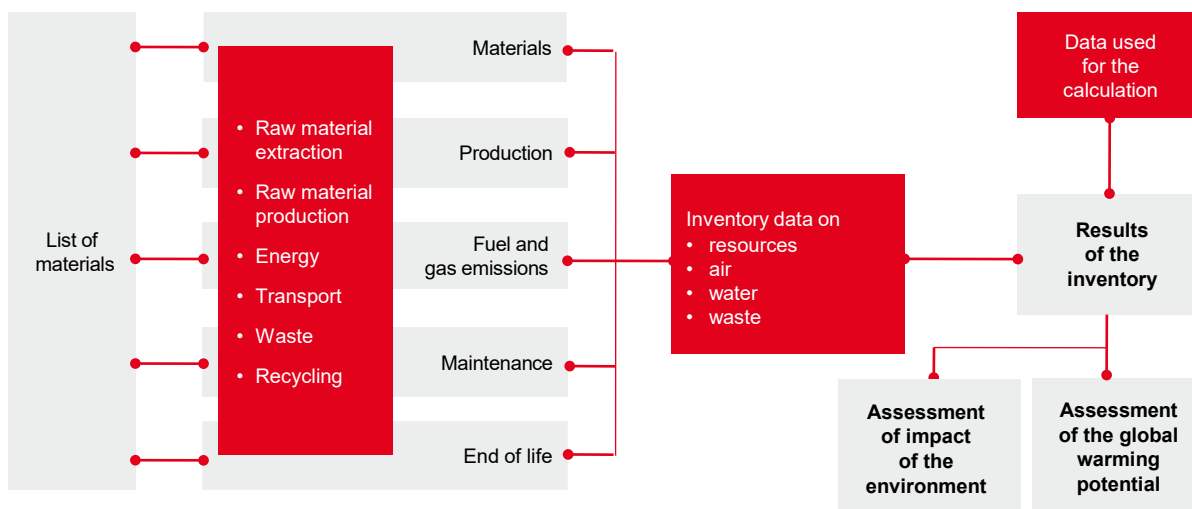 List of
materials
• Raw material
extraction
• Raw material
production
• Energy
• Transport
• Waste
• Recycling
Materials
Production
Fuel and
gas emissions
Maintenance
End of life
Inventory data on
• resources
• air
• water
• waste
Data used
for the
calculation
Results
of the
inventory
Assessment
of impact
of the
environment
Assessment
of the global
warming
potential